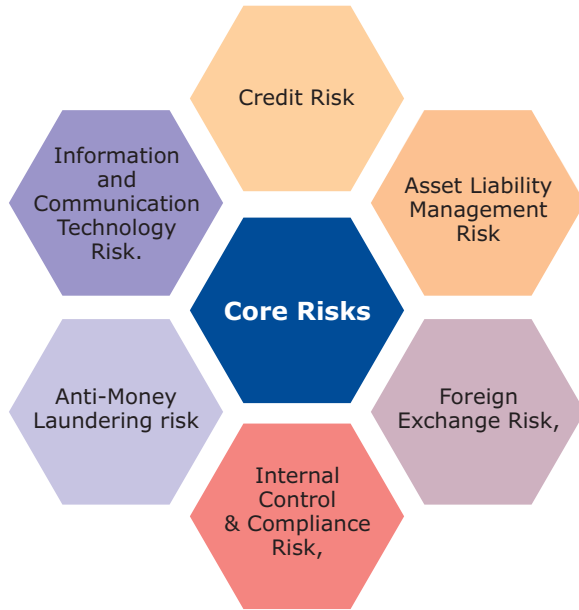 Credit Risk
Asset Liability
Management
Risk
Foreign
Exchange Risk,
Internal
Control
& Compliance
Risk,
Anti-Money
Laundering risk
Information
and
Communication
Technology
Risk.
Core Risks